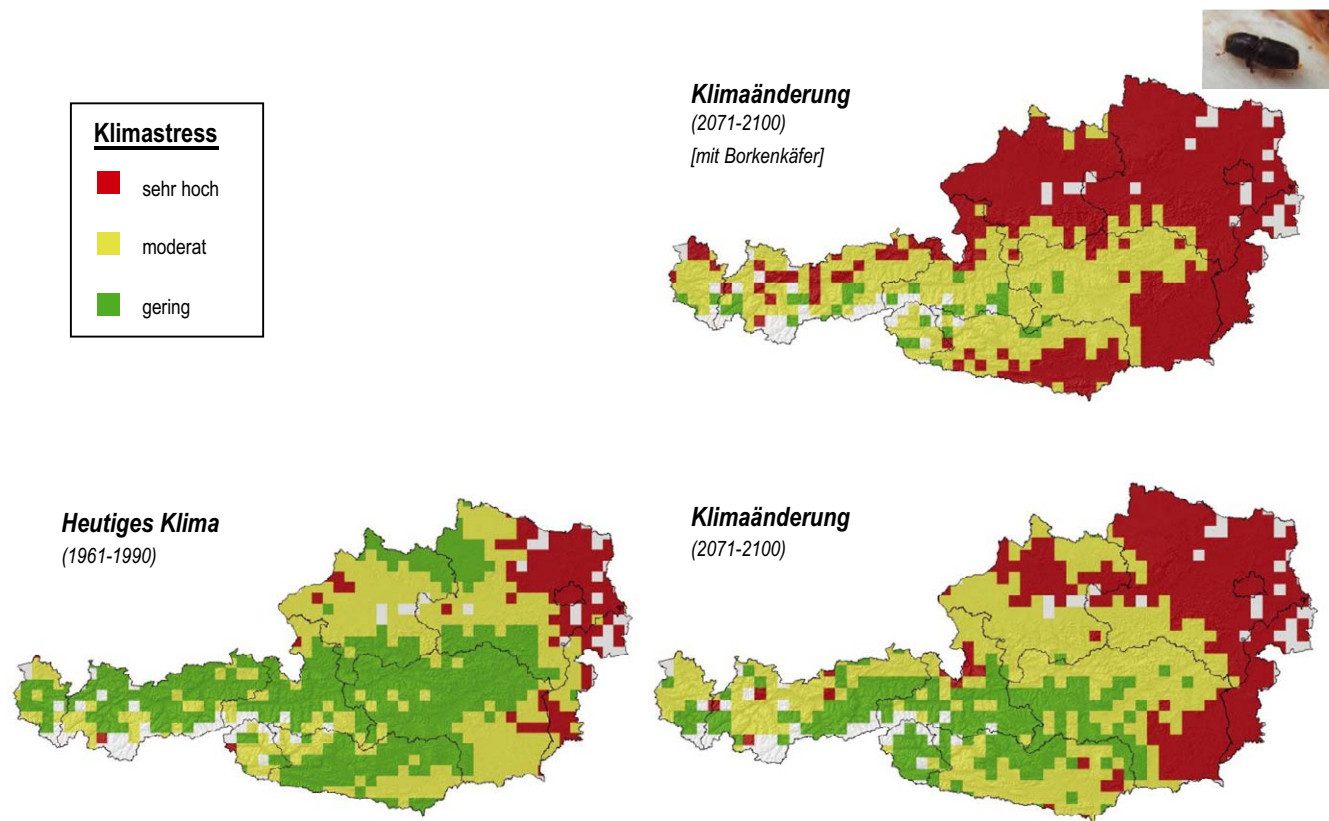 Klimastress
sehr hoch
moderat
gering
Klimaänderung
(2071-2100)
[mit Borkenkäfer]
Heutiges Klima
(1961-1990)
Klimaänderung
(2071-2100)